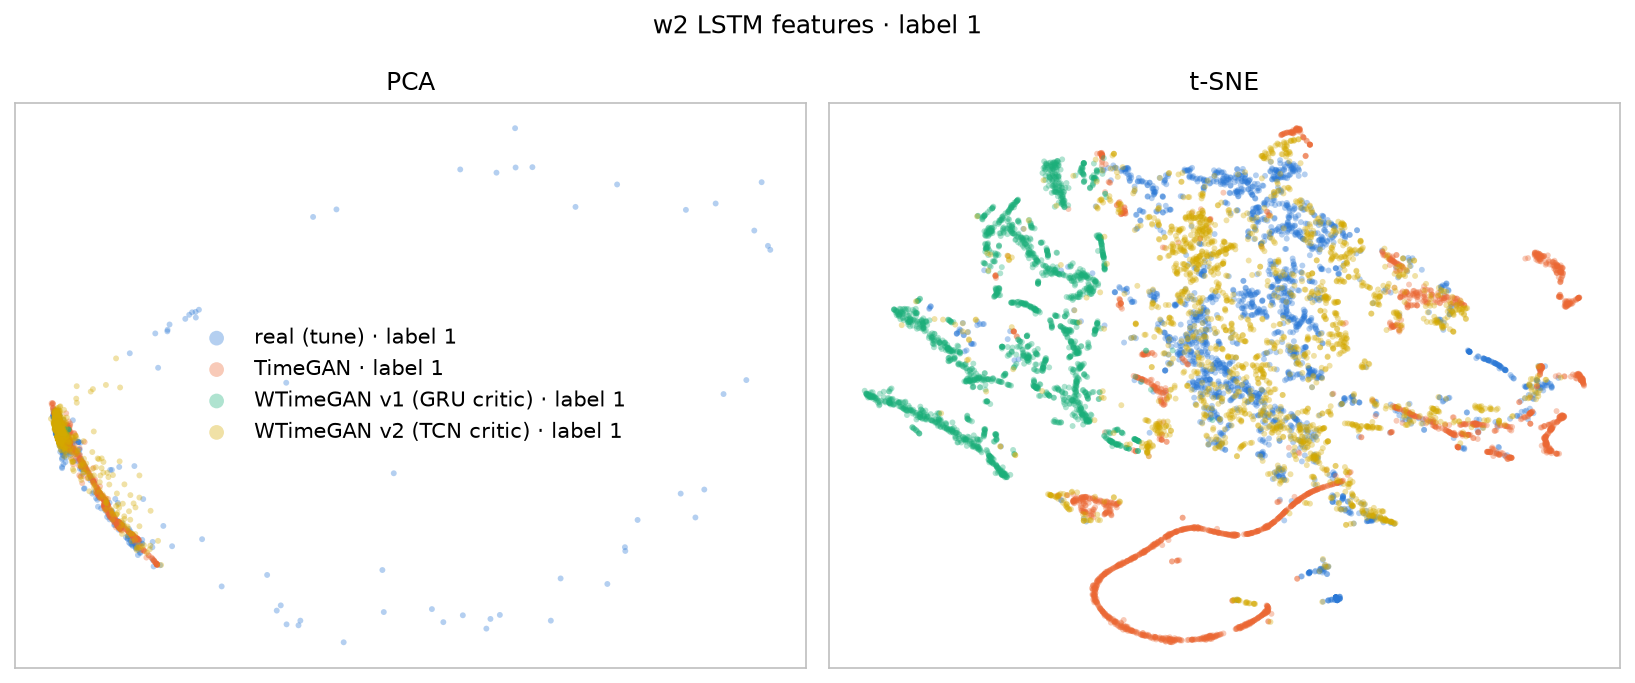 w2 LSTM features · label 1
PCA
t-SNE
real (tune) · label 1
TimeGAN · label 1
WTimeGAN v1 (GRU critic) · label 1
WTimeGAN v2 (TCN critic) · label 1